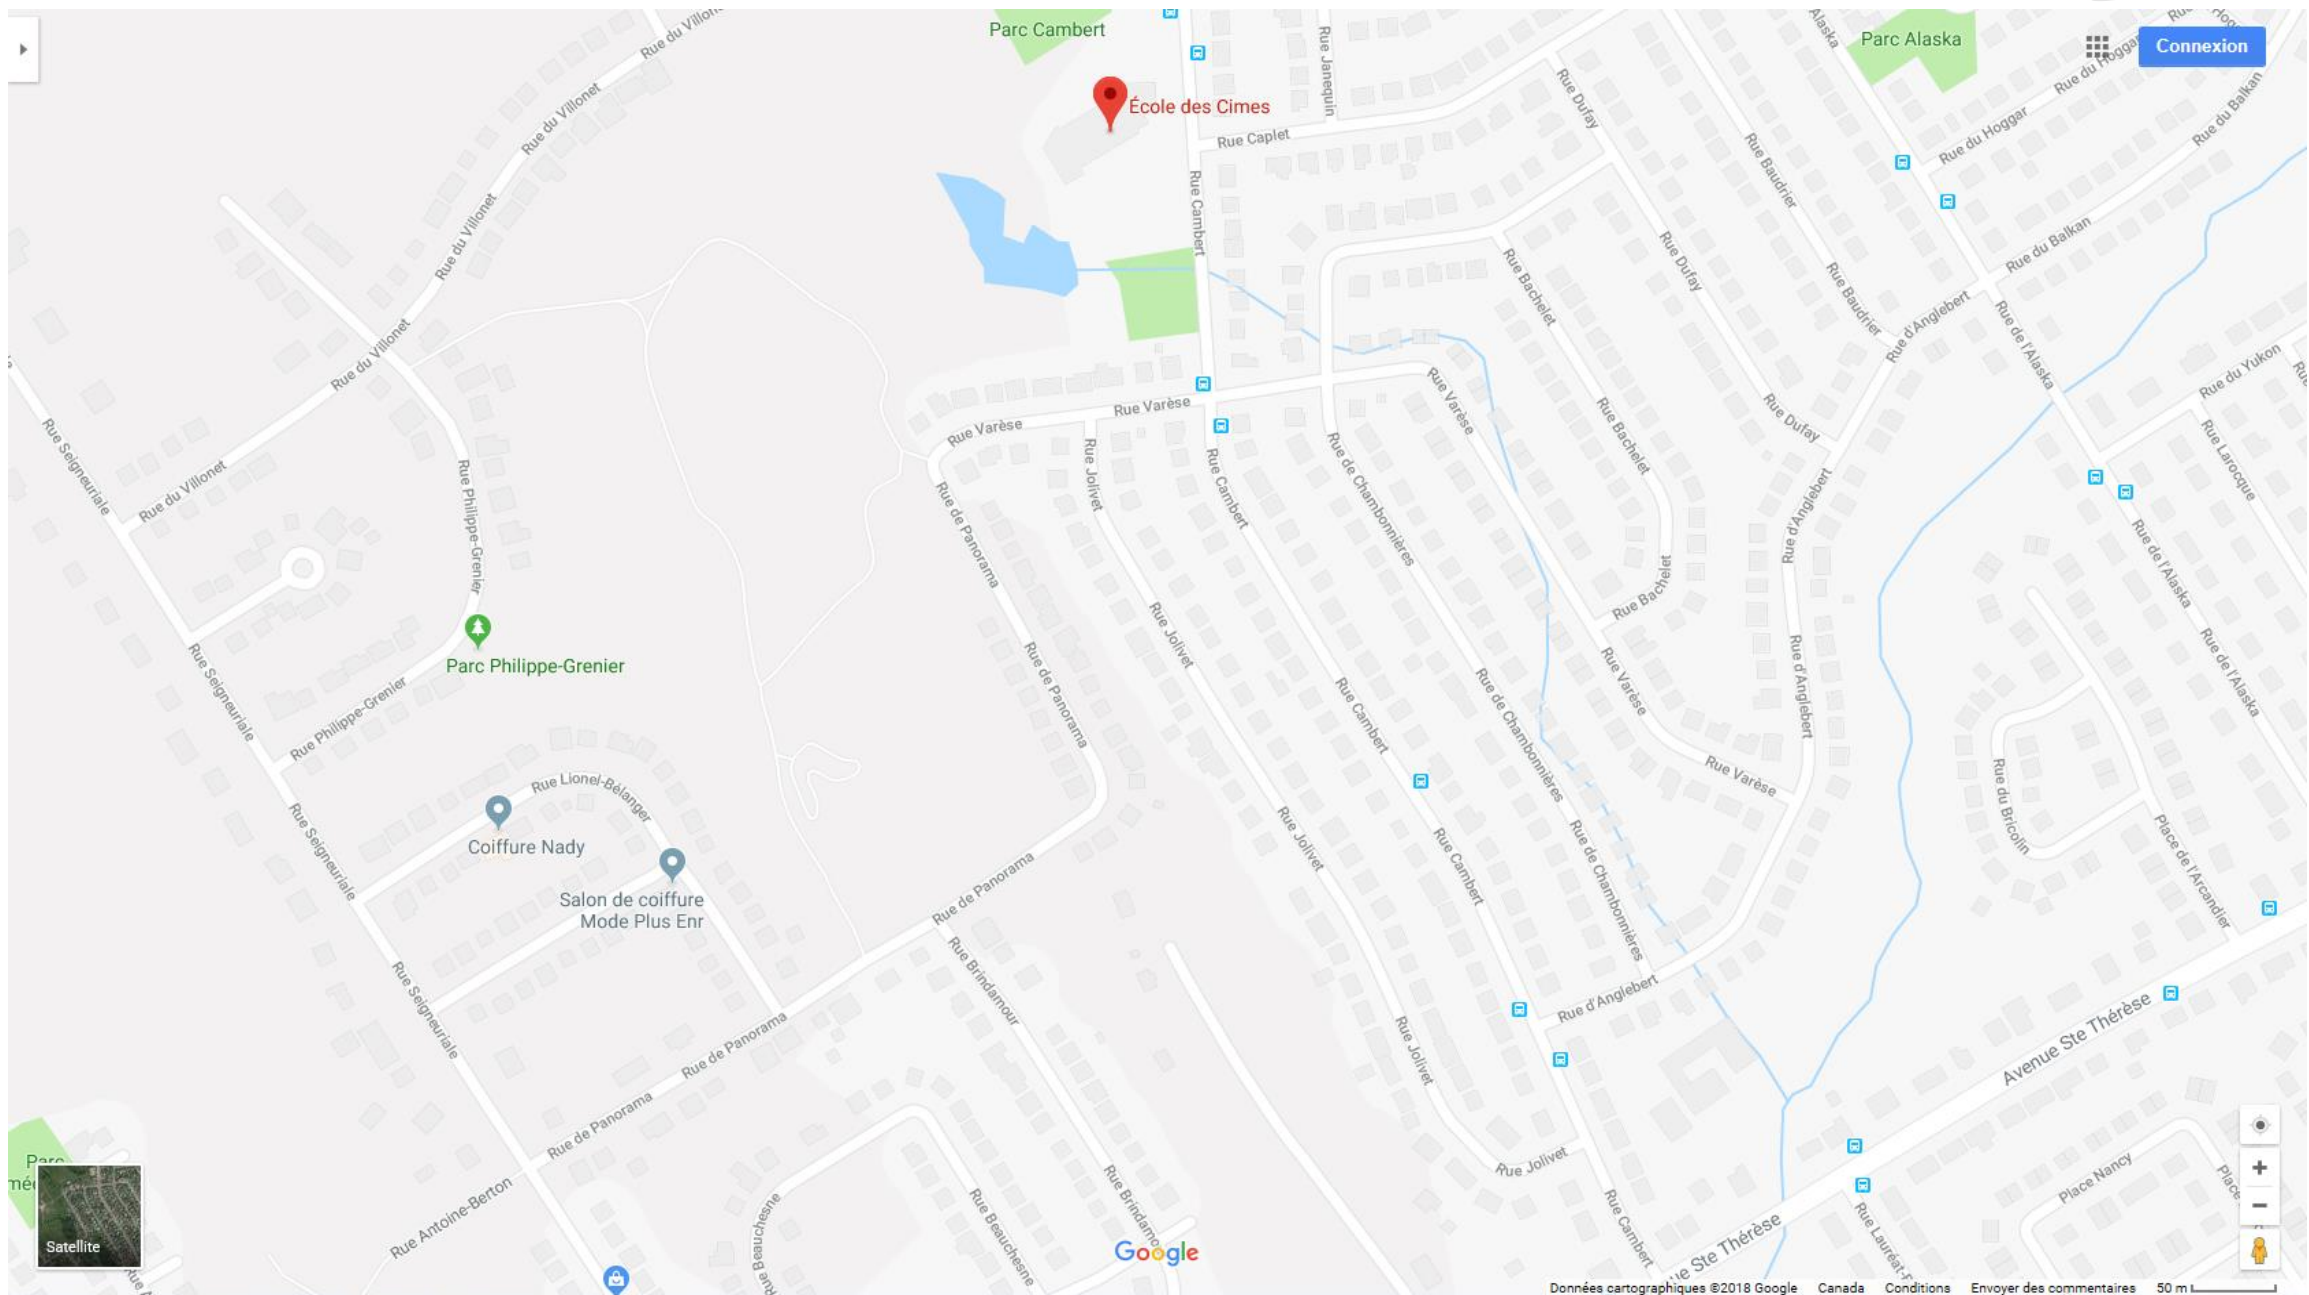 Rue du Villonet
Parc Cambert
Rue Janequin
Alaska
Parc Alaska
Connexion
École des Cimes
Rue Caplet
Rue Dufay
Rue du Hoggar
Rue du Hoggar
Rue du Balkan
Rue du Villonet
Rue Baudrier
Rue Cambert
Rue du Villonet
Rue Bachelet
Rue Dufay
Rue Baudrier
Rue du Balkan
Rue d'Anglebert
Rue de l'Alaska
Rue du Villonet
Rue du Yukon
Rue Varèse
Rue Varèse
Rue Varèse
Rue Bachelet
Rue Dufay
Rue Seigneuriale
Rue du Villonet
Rue Philippe-Grenier
Rue de Panorama
Rue Jolivet
Rue Cambert
Rue de Chambonnières
Rue d'Anglebert
Rue Larocque
Rue de l'Alaska
Rue Bachelet
Parc Philippe-Grenier
Rue Seigneuriale
Rue Philippe-Grenier
Rue de Panorama
Rue Jolivet
Rue Cambert
Rue de Chambonnières
Rue Varèse
Rue d'Anglebert
Rue de l'Alaska
Rue Varèse
Rue du Bricolin
Rue Lionel-Bélanger
Coiffure Nady
Salon de coiffure
Mode Plus Enr
Rue Seigneuriale
Rue de Panorama
Rue Jolivet
Rue Cambert
Rue de Chambonnières
Place de l'Arcandier
Rue Seigneuriale
Rue Brindamour
Rue d'Anglebert
Avenue Ste Thérèse
Rue de Panorama
Rue Jolivet
Rue de Panorama
Parc
Rue Antoine-Berton
Rue Beauchesne
Rue Beauchesne
Rue Brindamo
Rue Jolivet
Rue Cambert
Place Nancy
Place
Satellite
Google
ue Ste Thérèse
Rue Lauréat-
Données cartographiques ©2018 Google Canada Conditions Envoyer des commentaires 50 m